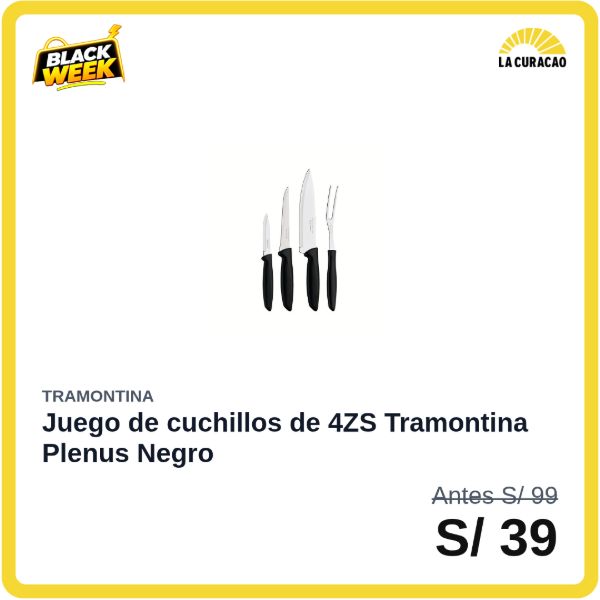 BLACK
WEEK
LA CURACAO
TRAMONTINA
Juego de cuchillos de 4ZS Tramontina
Plenus Negro
Antes S/ 99
S/ 39